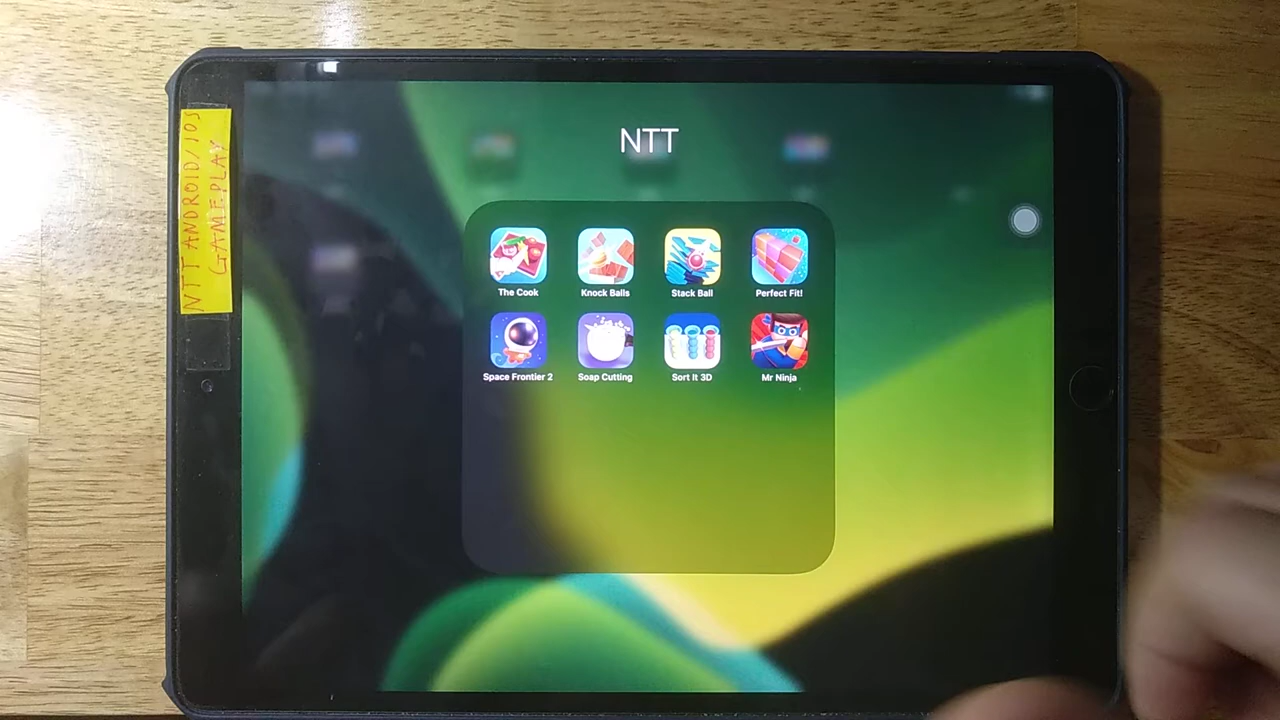 NTT ANDROID/IOS
GAMEPLAY
NTT
The Cook
Knock Balls
Stack Ball
Perfect Fit!
Space Frontier 2
Soap Cutting
Sort It 3D
Mr Ninja